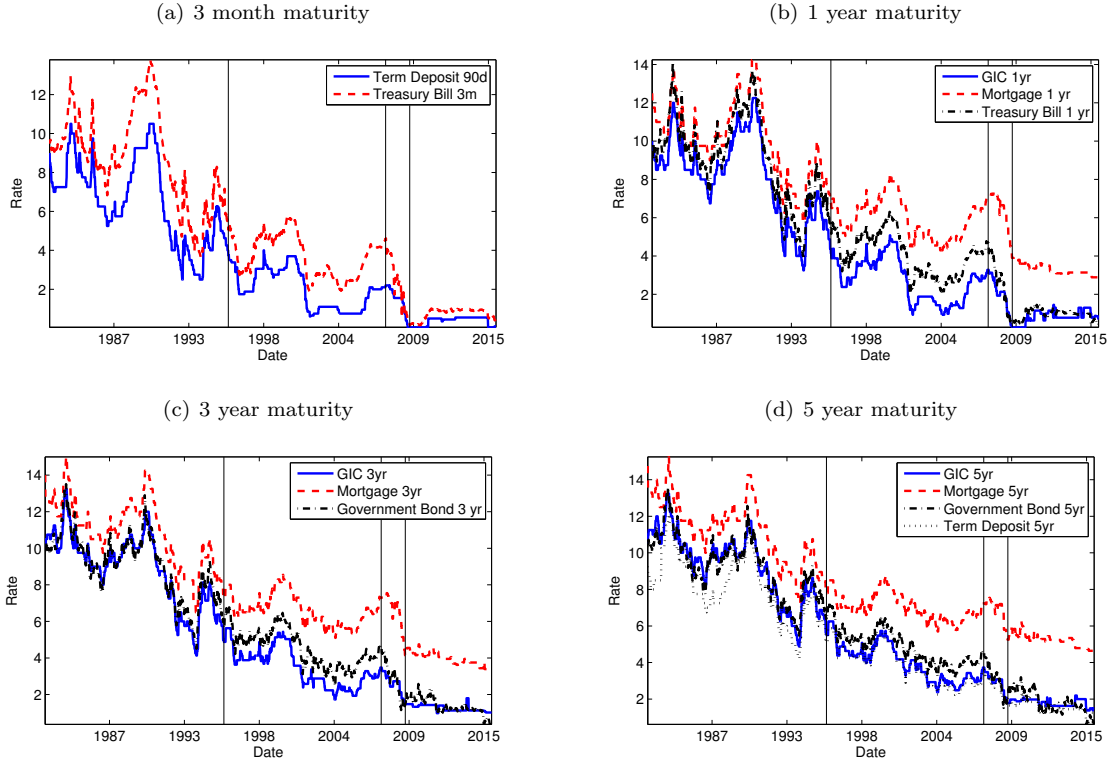 (a) 3 month maturity
Term Deposit 90d
Treasury Bill 3m
12
10
8
6
4
2
Rate
1987
1993
1998
2004
2009
2015
Date
(b) 1 year maturity
GIC 1yr
Mortgage 1 yr
Treasury Bill 1 yr
14
12
10
8
6
4
2
Rate
1987
1993
1998
2004
2009
2015
Date
(c) 3 year maturity
GIC 3yr
Mortgage 3yr
Government Bond 3 yr
14
12
10
8
6
4
2
Rate
1987
1993
1998
2004
2009
2015
Date
(d) 5 year maturity
GIC 5yr
Mortgage 5yr
Government Bond 5yr
Term Deposit 5yr
14
12
10
8
6
4
2
Rate
1987
1993
1998
2004
2009
2015
Date